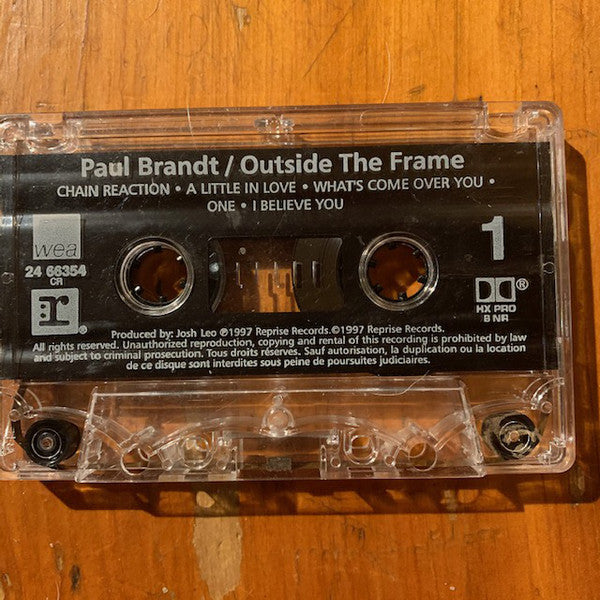 Paul Brandt / Outside The Frame
CHAIN REACTION • A LITTLE IN LOVE • WHAT'S COME OVER YOU •
ONE • I BELIEVE YOU
wea
24 66354
CR
r®
1
DD®
HX PRO
B NR
Produced by: Josh Leo ℗1997 Reprise Records.©1997 Reprise Records.
All rights reserved. Unauthorized reproduction, copying and rental of this recording is prohibited by law
and subject to criminal prosecution. Tous droits réserves. Sauf autorisation, la duplication ou la location
de ce disque sont interdites sous peine de poursuites judiciaires.